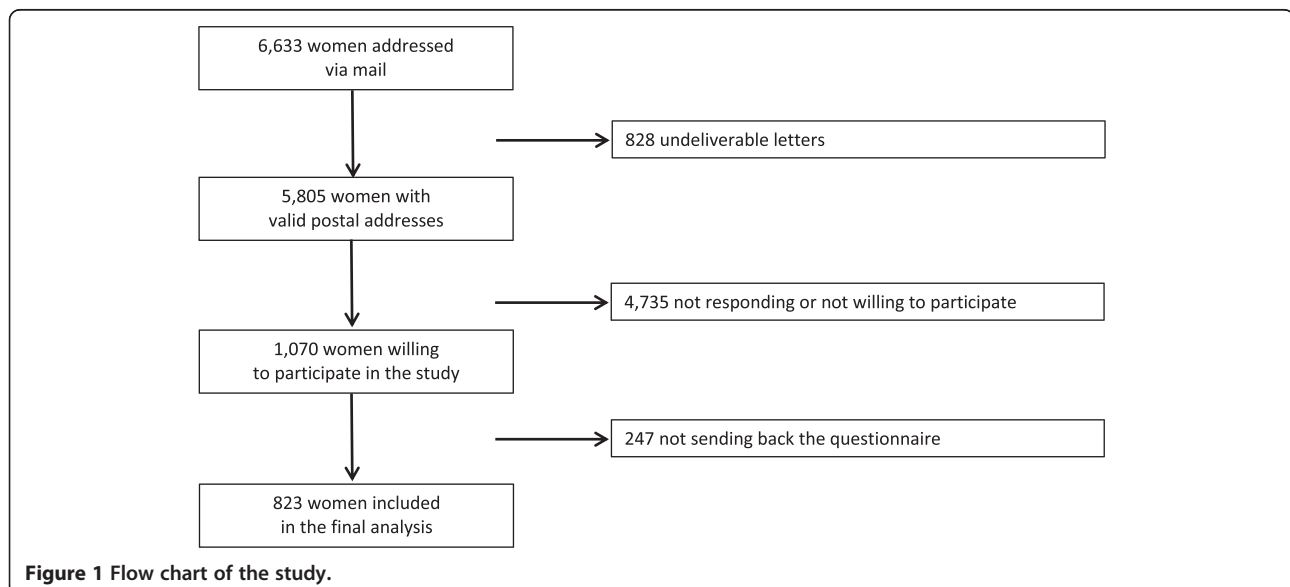 6,633 women addressed
via mail
828 undeliverable letters
5,805 women with
valid postal addresses
4,735 not responding or not willing to participate
1,070 women willing
to participate in the study
247 not sending back the questionnaire
823 women included
in the final analysis
Figure 1 Flow chart of the study.